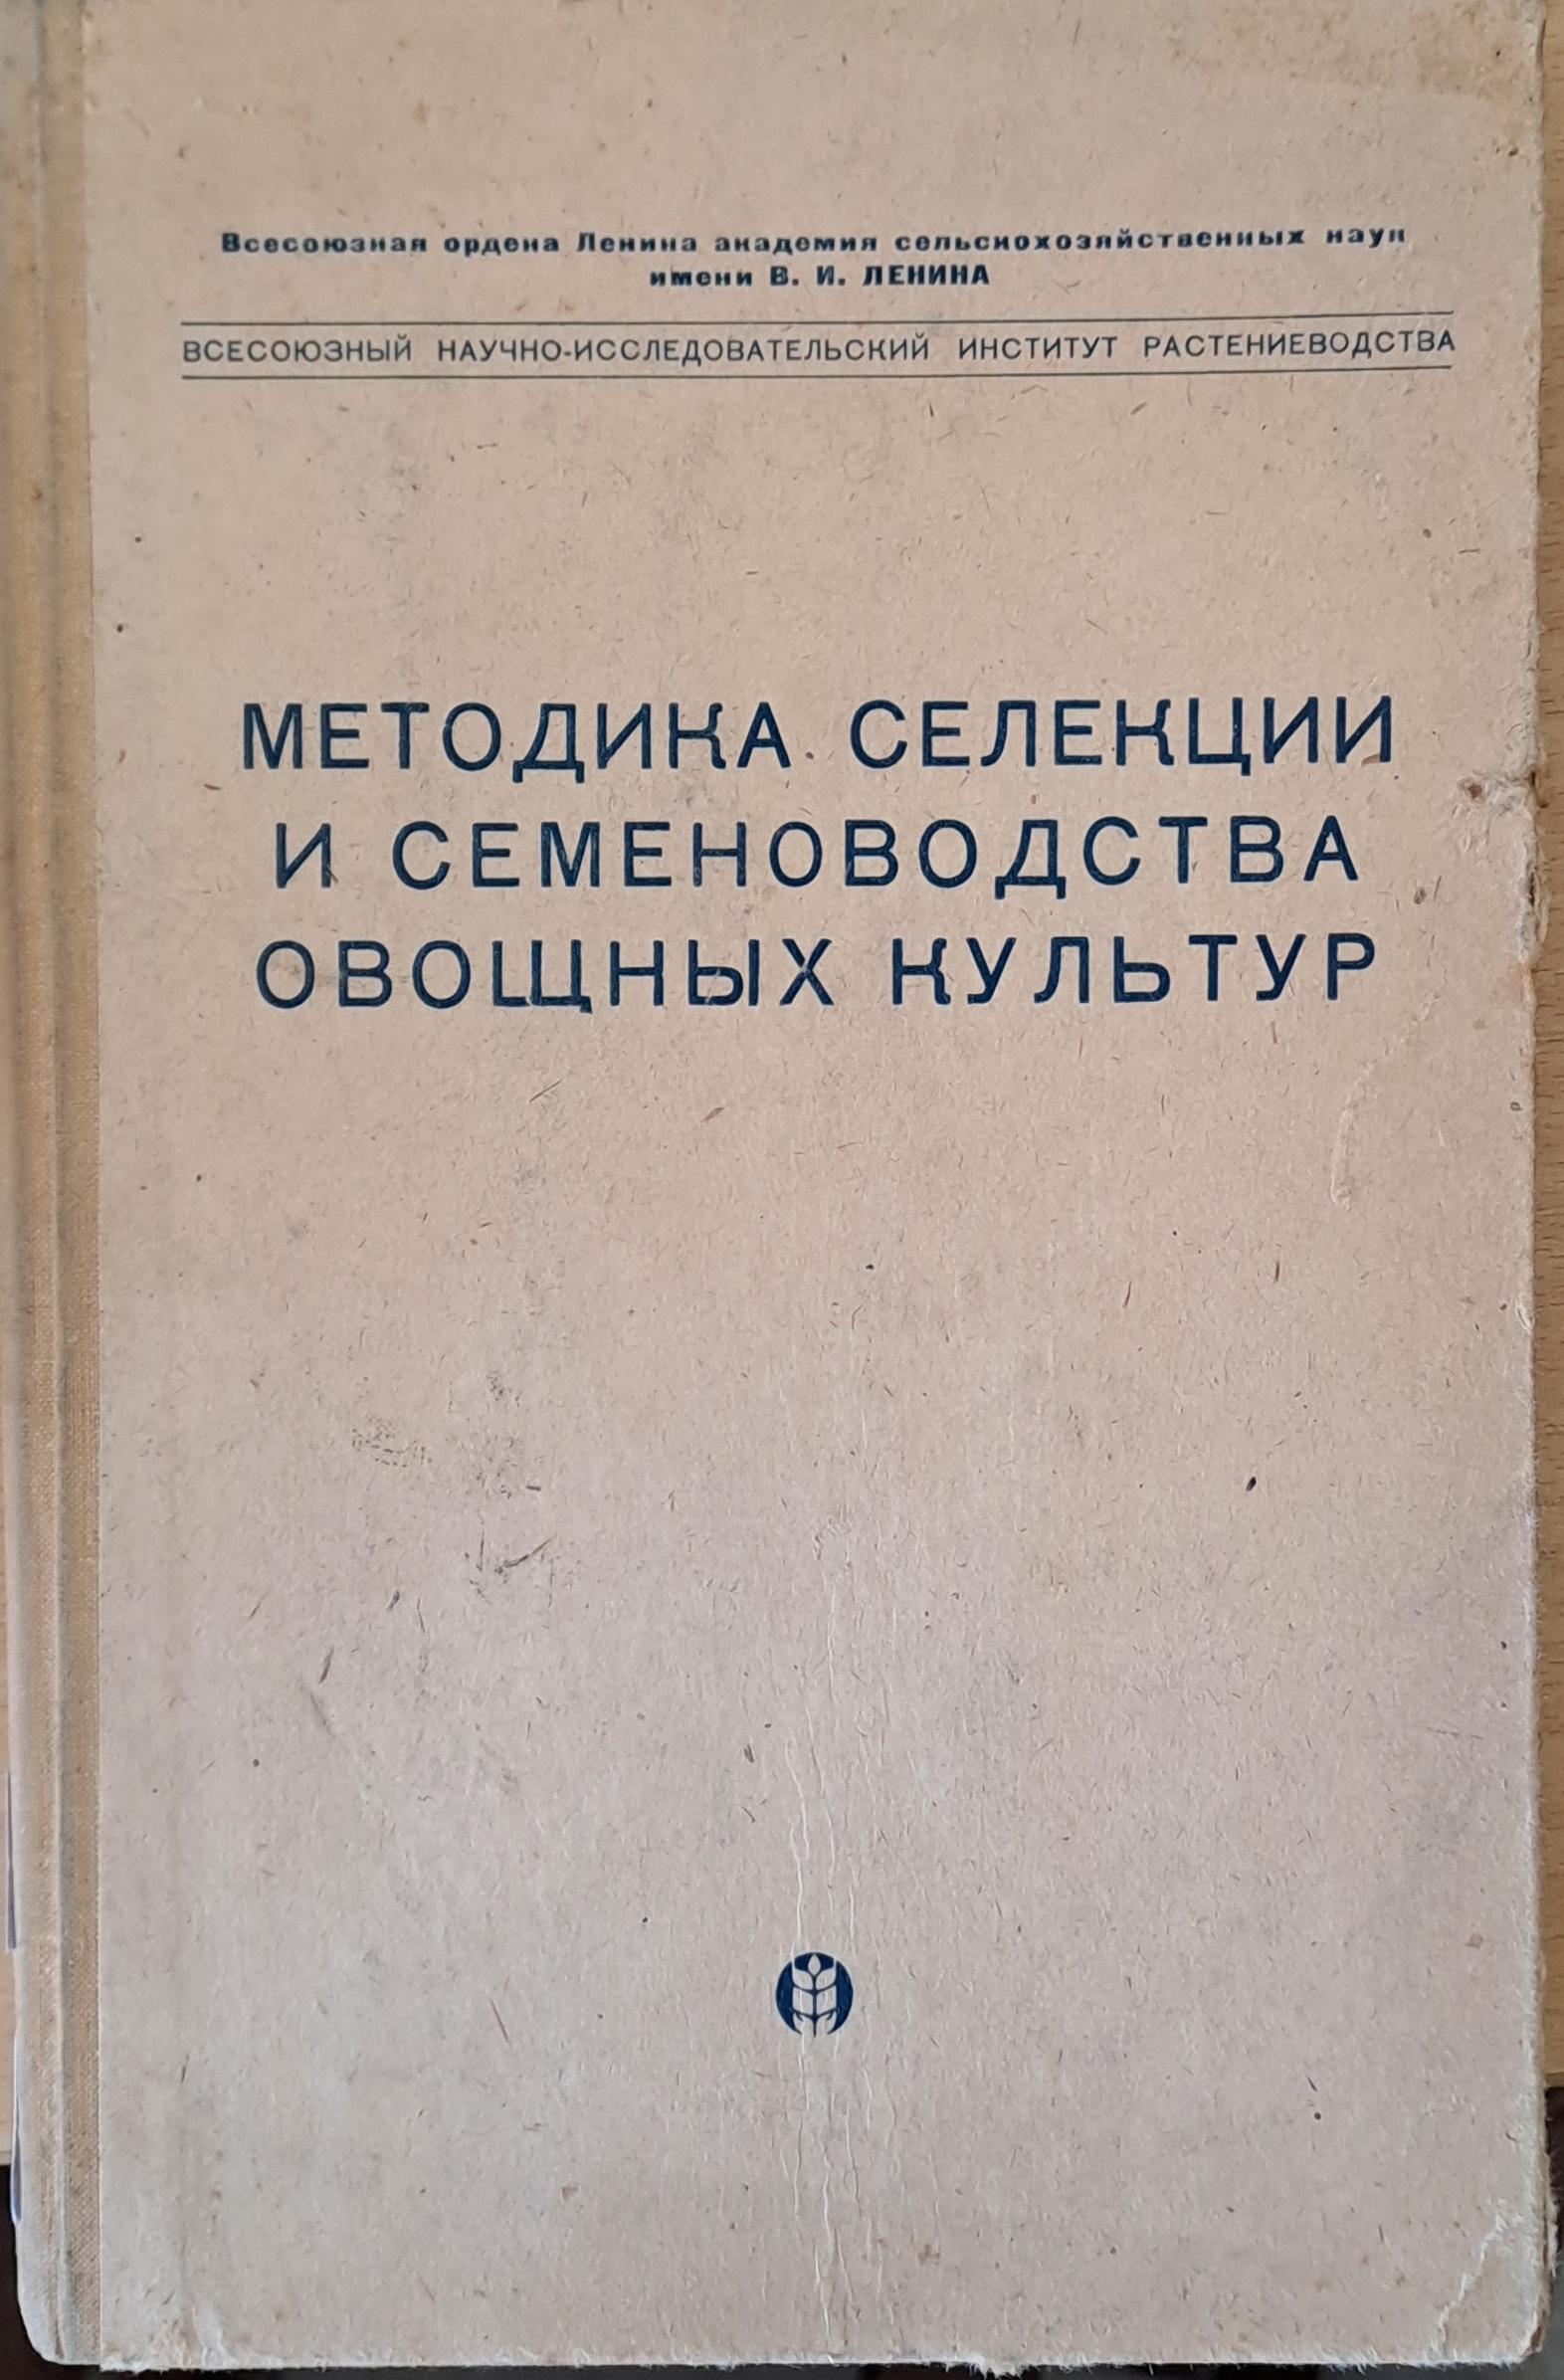 Всесоюзная ордена Ленина академия сельскохозяйственных наук
имени В. И. ЛЕНИНА
ВСЕСОЮЗНЫЙ НАУЧНО-ИССЛЕДОВАТЕЛЬСКИЙ ИНСТИТУТ РАСТЕНИЕВОДСТВА
МЕТОДИКА СЕЛЕКЦИИ
И СЕМЕНОВОДСТВА
ОВОЩНЫХ КУЛЬТУР